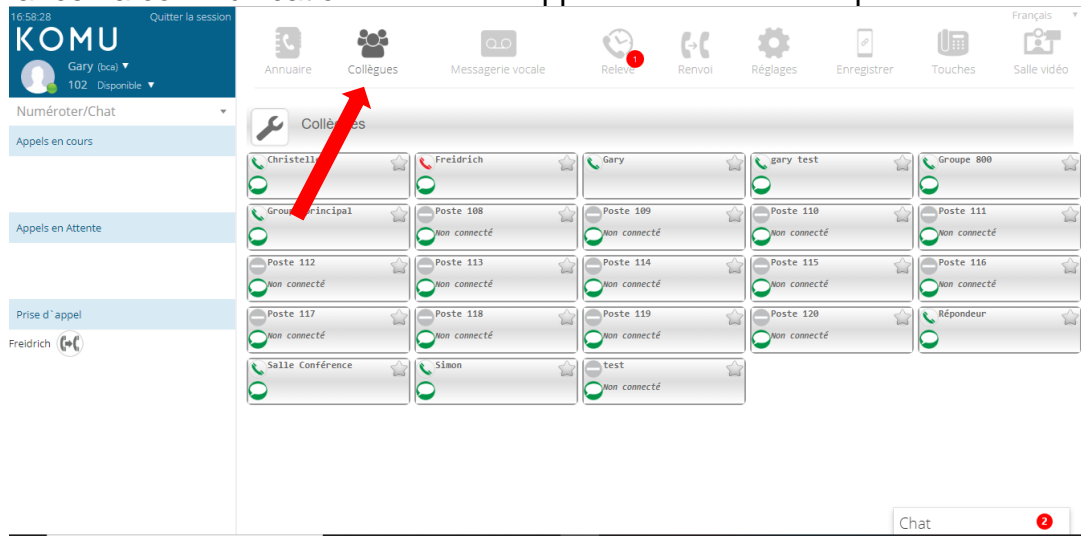 16:58:28 Quitter la session
KOMU
Gary (bca) ▼
102 Disponible ▼
Français ▼
Annuaire Collègues Messagerie vocale Relevé 1 Renvoi Réglages Enregistrer Touches Salle vidéo
Numéroter/Chat
Appels en cours
Appels en Attente
Prise d`appel
Freidrich
Freidrich Gary gary test Groupe 800
Poste 108 Poste 109 Poste 110 Poste 111
Non connecté Non connecté Non connecté Non connecté
Poste 112 Poste 113 Poste 114 Poste 115 Poste 116
Non connecté Non connecté Non connecté Non connecté Non connecté
Poste 117 Poste 118 Poste 119 Poste 120 Répondeur
Non connecté Non connecté Non connecté Non connecté
Salle Conférence Simon test
Non connecté
Chat 2